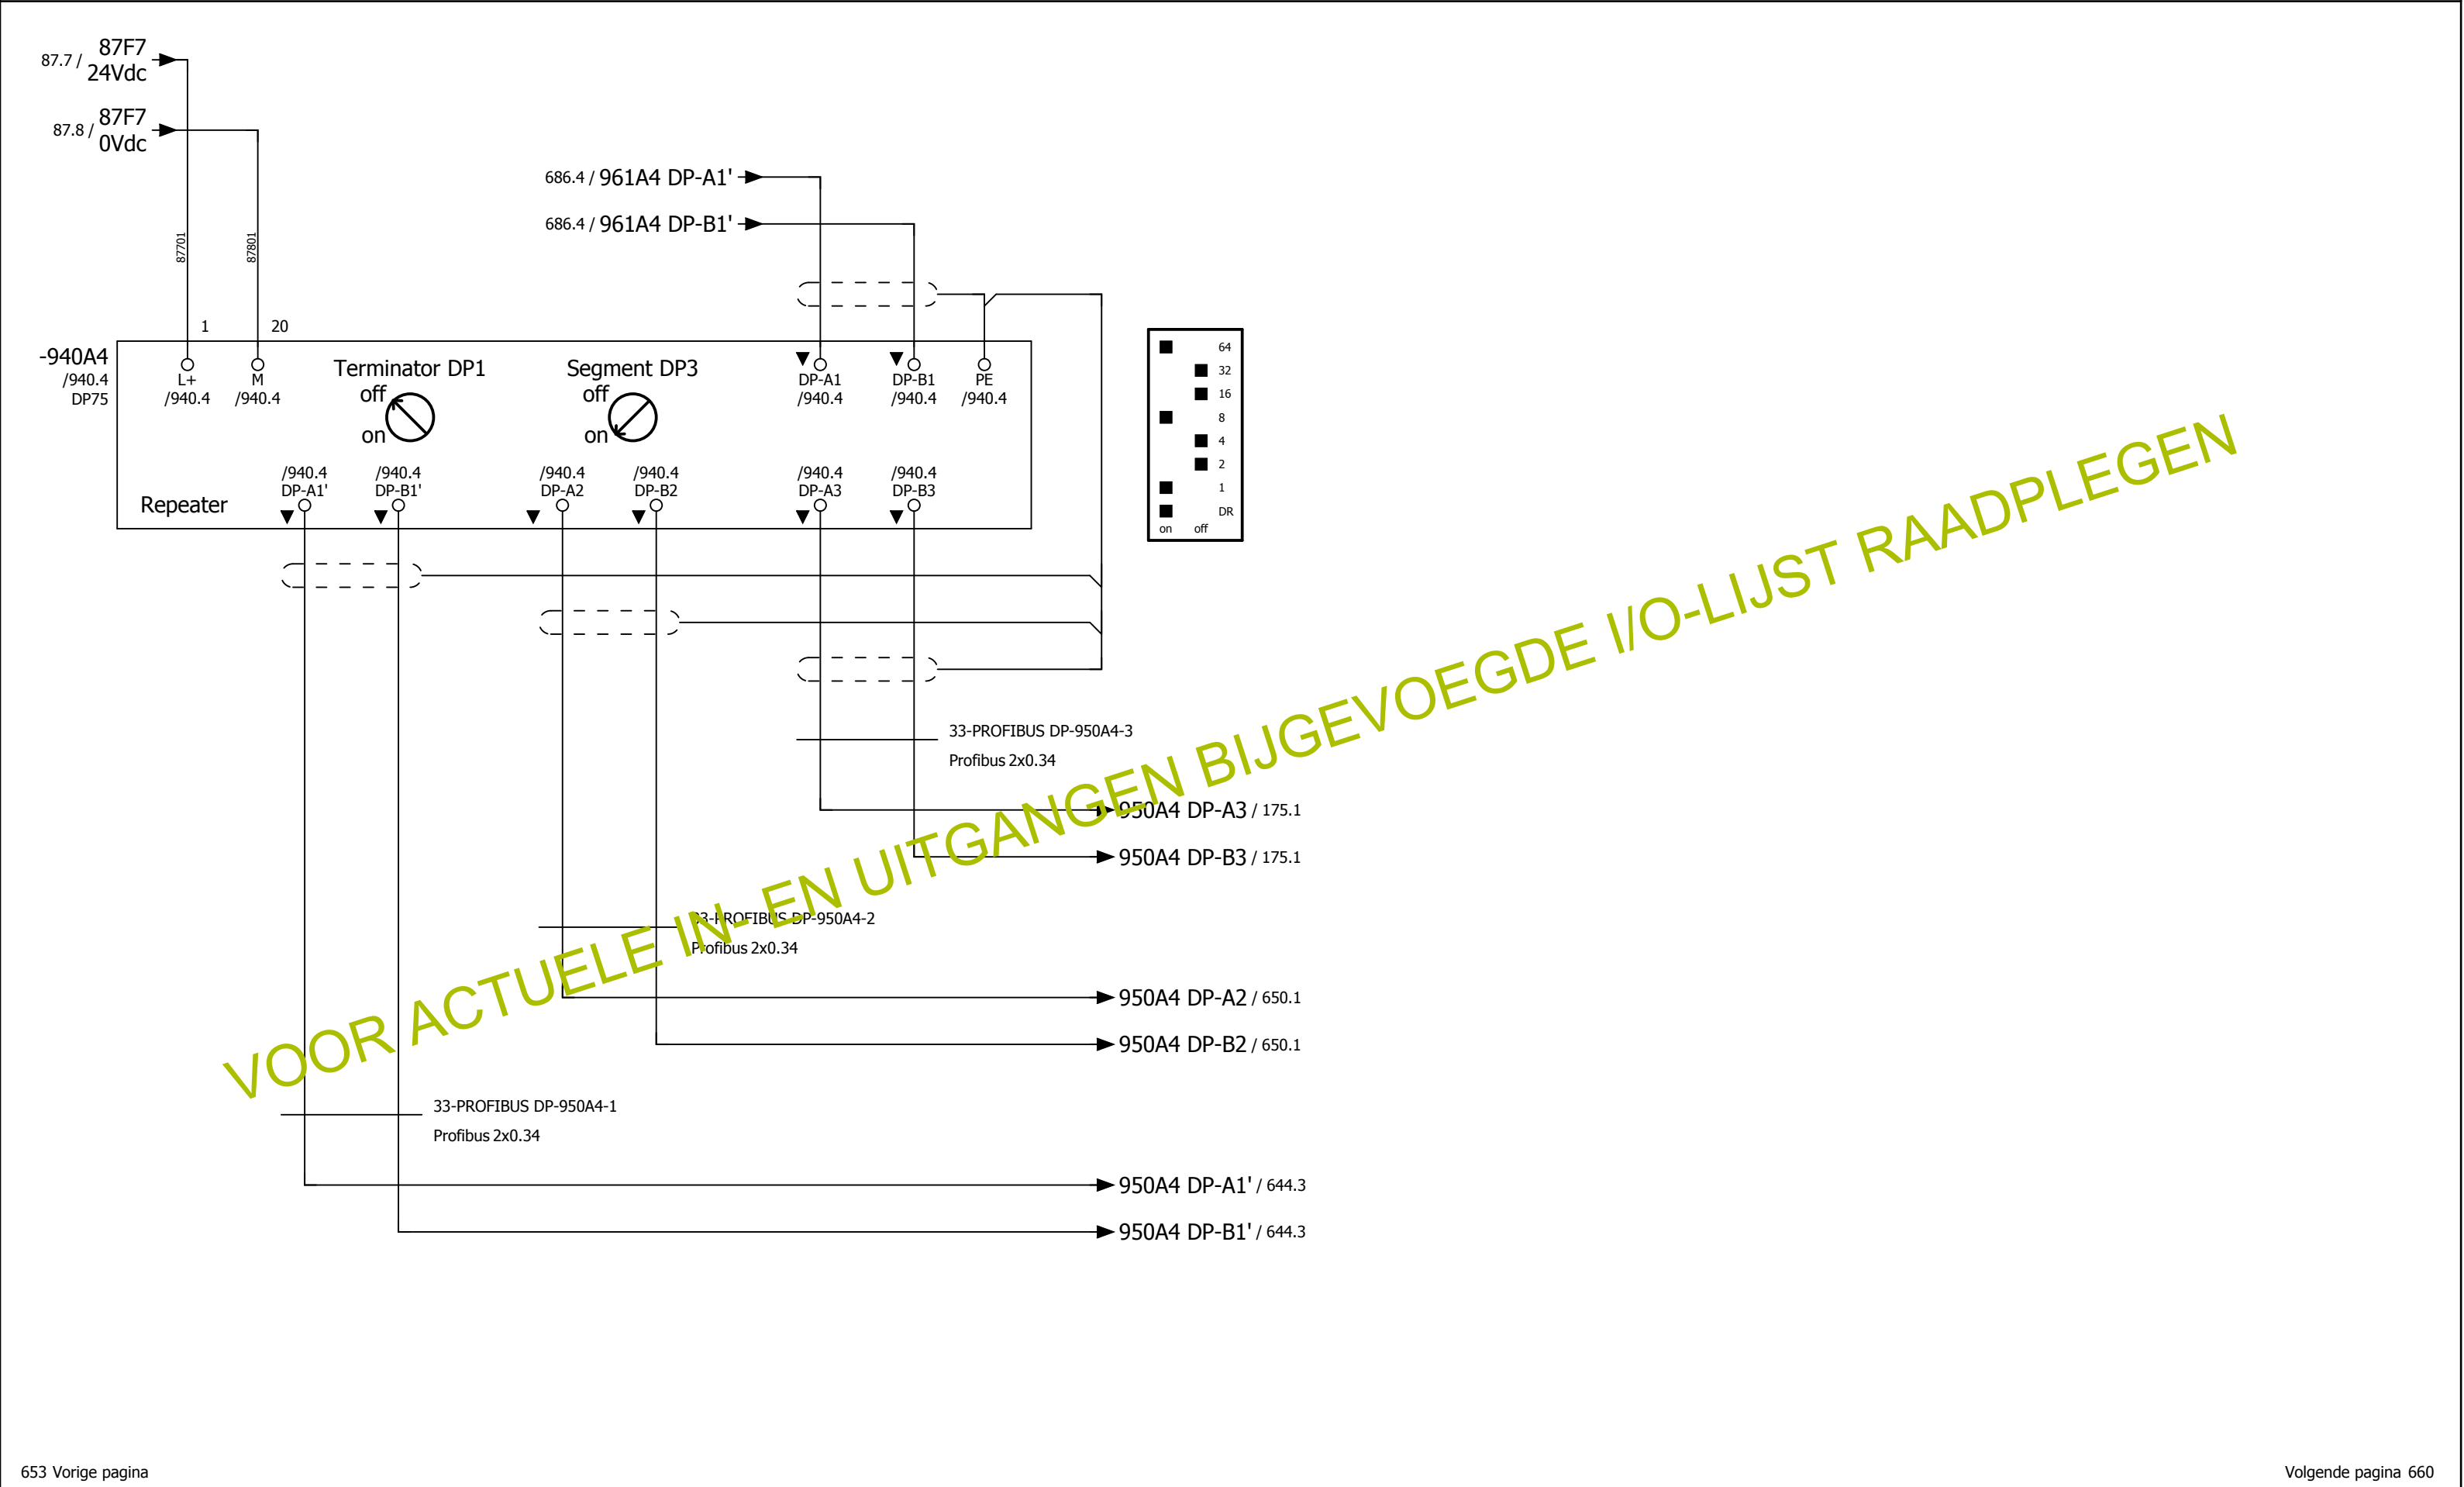 87.7 / 87F7
24Vdc
87.8 / 87F7
0Vdc
686.4 / 961A4 DP-A1'
686.4 / 961A4 DP-B1'
87701
87801
1
20
-940A4
/940.4
DP75
L+
/940.4
M
/940.4
Terminator DP1
off
on
Segment DP3
off
on
DP-A1
/940.4
DP-B1
/940.4
PE
/940.4
Repeater
/940.4
DP-A1'
/940.4
DP-B1'
/940.4
DP-A2
/940.4
DP-B2
/940.4
DP-A3
/940.4
DP-B3
64
32
16
8
4
2
1
DR
on off
33-PROFIBUS DP-950A4-3
Profibus 2x0.34
950A4 DP-A3 / 175.1
950A4 DP-B3 / 175.1
33-PROFIBUS DP-950A4-2
Profibus 2x0.34
950A4 DP-A2 / 650.1
950A4 DP-B2 / 650.1
33-PROFIBUS DP-950A4-1
Profibus 2x0.34
950A4 DP-A1' / 644.3
950A4 DP-B1' / 644.3
VOOR ACTUELE IN- EN UITGANGEN BIJGEVOEGDE I/O-LIJST RAADPLEGEN
653 Vorige pagina
Volgende pagina 660